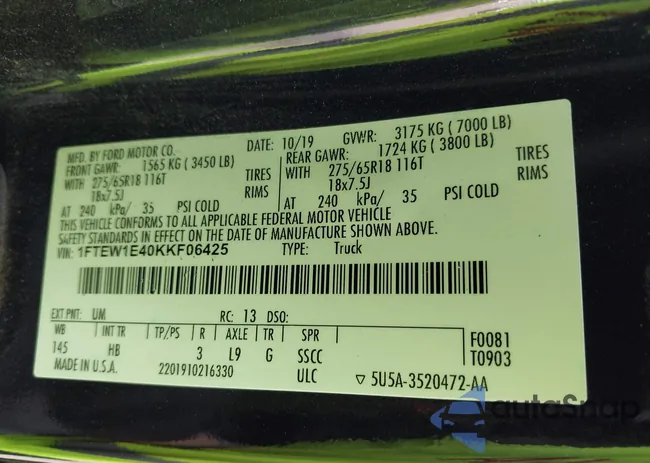 MFD. BY FORD MOTOR CO. DATE: 10/19 GVWR: 3175 KG ( 7000 LB)
FRONT GAWR: 1565 KG ( 3450 LB) REAR GAWR: 1724 KG ( 3800 LB)
WITH 275/65R18 116T TIRES WITH 275/65R18 116T TIRES
18x7.5J RIMS 18x7.5J RIMS
AT 240 kPa/ 35 PSI COLD AT 240 kPa/ 35 PSI COLD
THIS VEHICLE CONFORMS TO ALL APPLICABLE FEDERAL MOTOR VEHICLE
SAFETY STANDARDS IN EFFECT ON THE DATE OF MANUFACTURE SHOWN ABOVE.
VIN: 1FTEW1E40KKF06425 TYPE: Truck
EXT PNT: UM RC: 13 DSO:
WB INT TR TP/PS R AXLE TR SPR F0081
145 HB 3 L9 G SSCC T0903
MADE IN U.S.A. 2201910216330 ULC ▽ 5U5A-3520472-AA
autoSnap